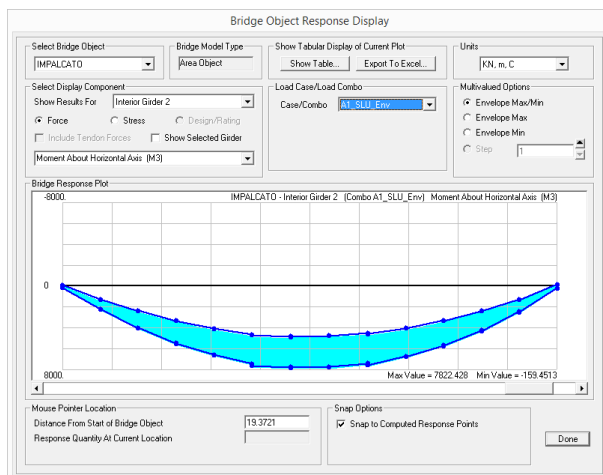 Bridge Object Response Display
Select Bridge Object
IMPALCATO
Bridge Model Type
Area Object
Show Tabular Display of Current Plot
Show Table...
Export To Excel...
Units
KN, m, C
Select Display Component
Show Results For
Interior Girder 2
Force
Stress
Design/Rating
Include Tendon Forces
Show Selected Girder
Moment About Horizontal Axis (M3)
Load Case/Load Combo
Case/Combo
A1_SLU_Env
Multivalued Options
Envelope Max/Min
Envelope Max
Envelope Min
Step
1
Bridge Response Plot
-8000.
IMPALCATO - Interior Girder 2 (Combo A1_SLU_Env) Moment About Horizontal Axis (M3)
0
8000.
Max Value = 7822.428 Min Value = -159.4513
Mouse Pointer Location
Distance From Start of Bridge Object
19.3721
Response Quantity At Current Location
Snap Options
Snap to Computed Response Points
Done